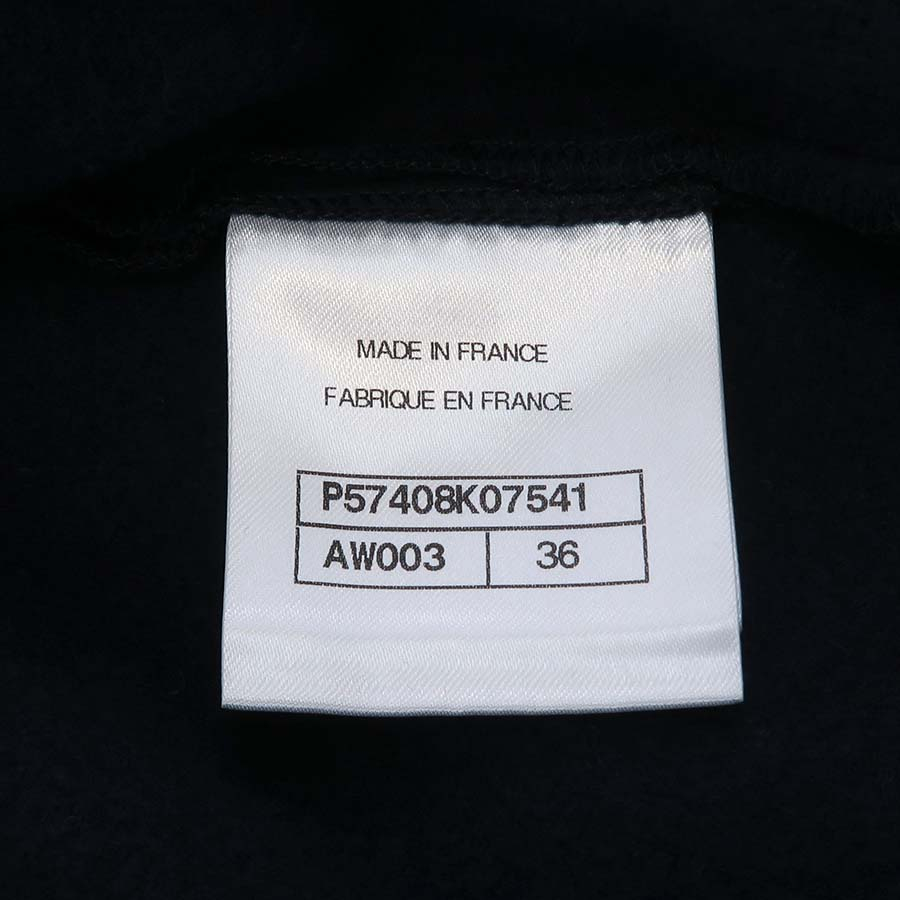 MADE IN FRANCE
FABRIQUE EN FRANCE
P57408K07541
AW003 36